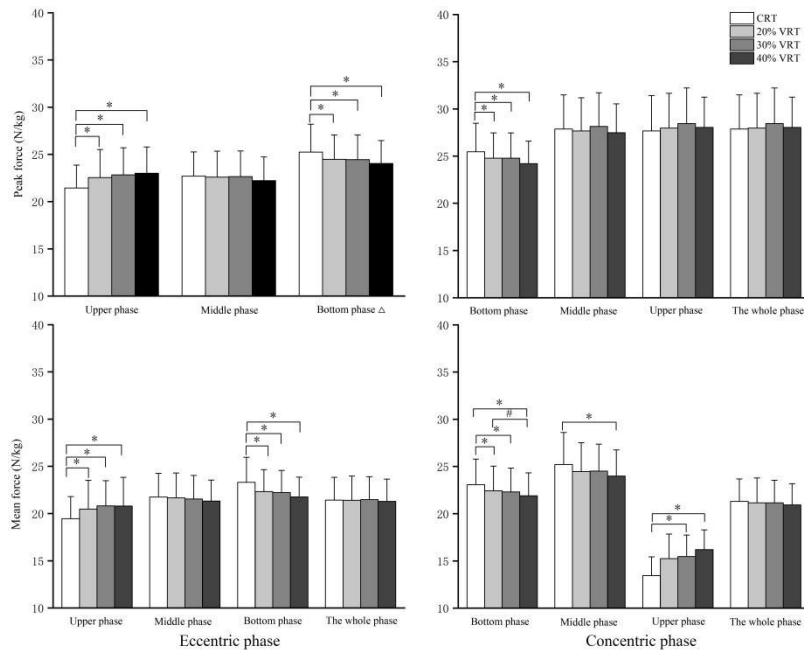 CRT
20% VRT
30% VRT
40% VRT
Peak force (N/kg)
40
35
30
25
20
15
10
* * *
* * *
Upper phase
Middle phase
Bottom phase △
40
35
30
25
20
15
10
* * *
Bottom phase
Middle phase
Upper phase
The whole phase
Mean force (N/kg)
40
35
30
25
20
15
10
* * *
* * *
Upper phase
Middle phase
Bottom phase
The whole phase
Eccentric phase
40
35
30
25
20
15
10
*
#
*
*
*
*
*
Bottom phase
Middle phase
Upper phase
The whole phase
Concentric phase